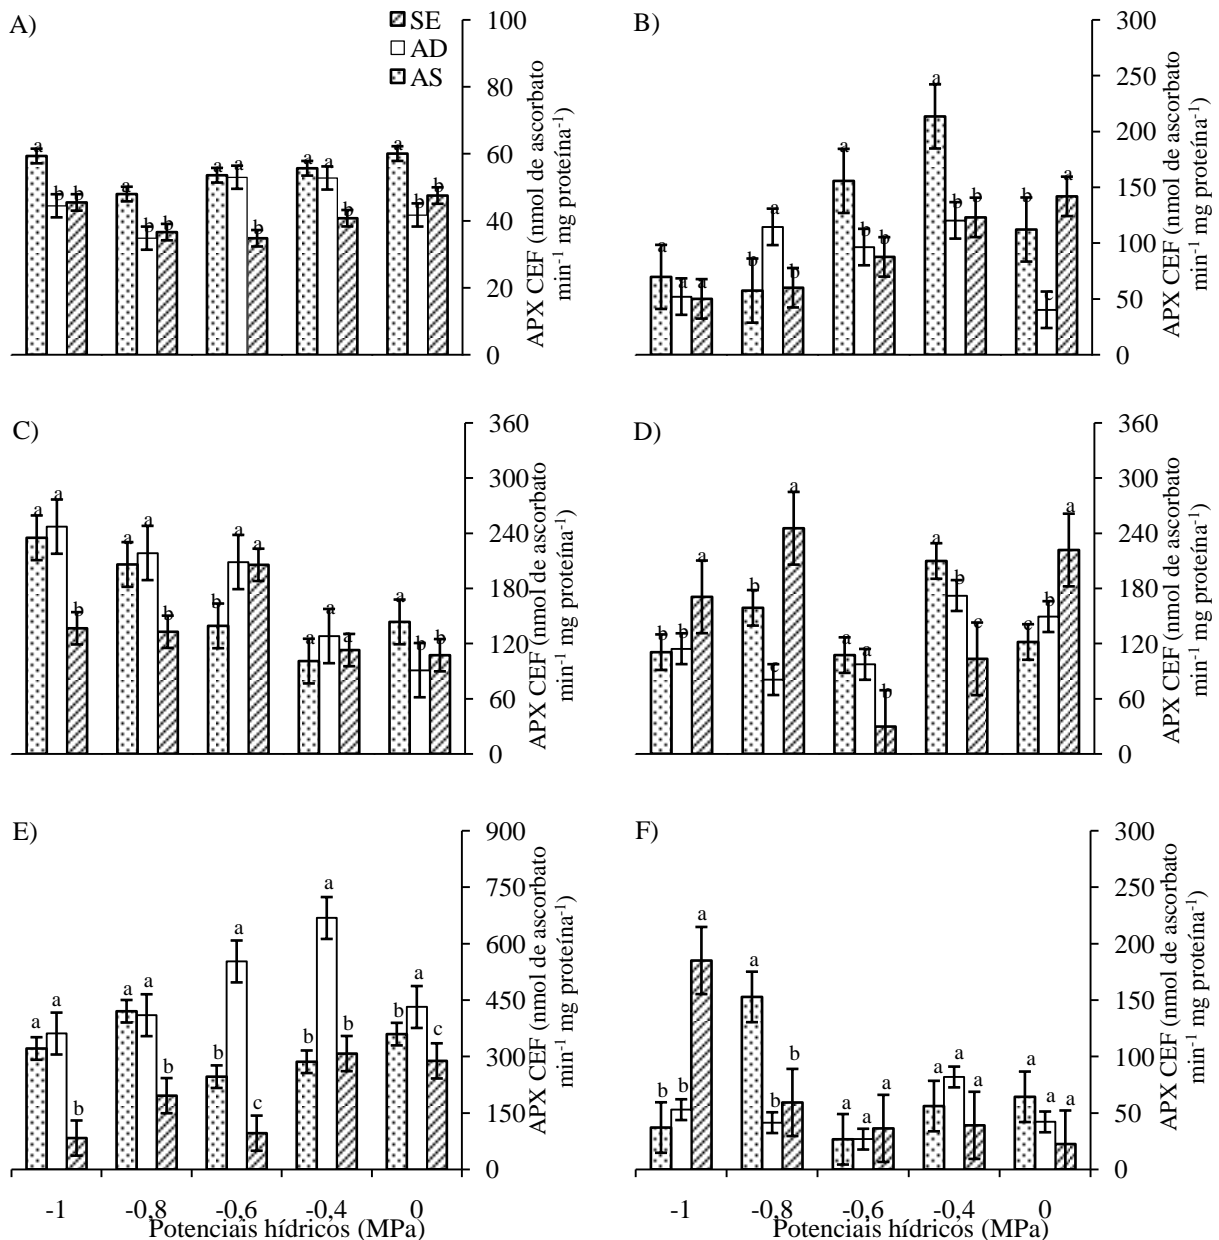 A)
SE
AD
AS
100
80
60
40
20
0
a b b a b b a a b a a b a b b
APX CEF (nmol de ascorbato
min-1 mg proteína-1)
B)
300
250
200
150
100
50
0
a a a b a b a b b a b b b c a
APX CEF (nmol de ascorbato
min-1 mg proteína-1)
C)
360
300
240
180
120
60
0
a a b a a b b a a a a a a b b
APX CEF (nmol de ascorbato
min-1 mg proteína-1)
D)
360
300
240
180
120
60
0
b b a b c a a a b a b c c b a
APX CEF (nmol de ascorbato
min-1 mg proteína-1)
E)
900
750
600
450
300
130
0
a a b a a b b a c b a b b a c
APX CEF (nmol de ascorbato
min-1 mg proteína-1)
-1 -0,8 -0,6 -0,4 0
Potenciais hídricos (MPa)
F)
300
250
200
150
100
50
0
b b a a b b a a a a a a a a a
APX CEF (nmol de ascorbato
min-1 mg proteína-1)
-1 -0,8 -0,6 -0,4 0
Potenciais hídricos (MPa)